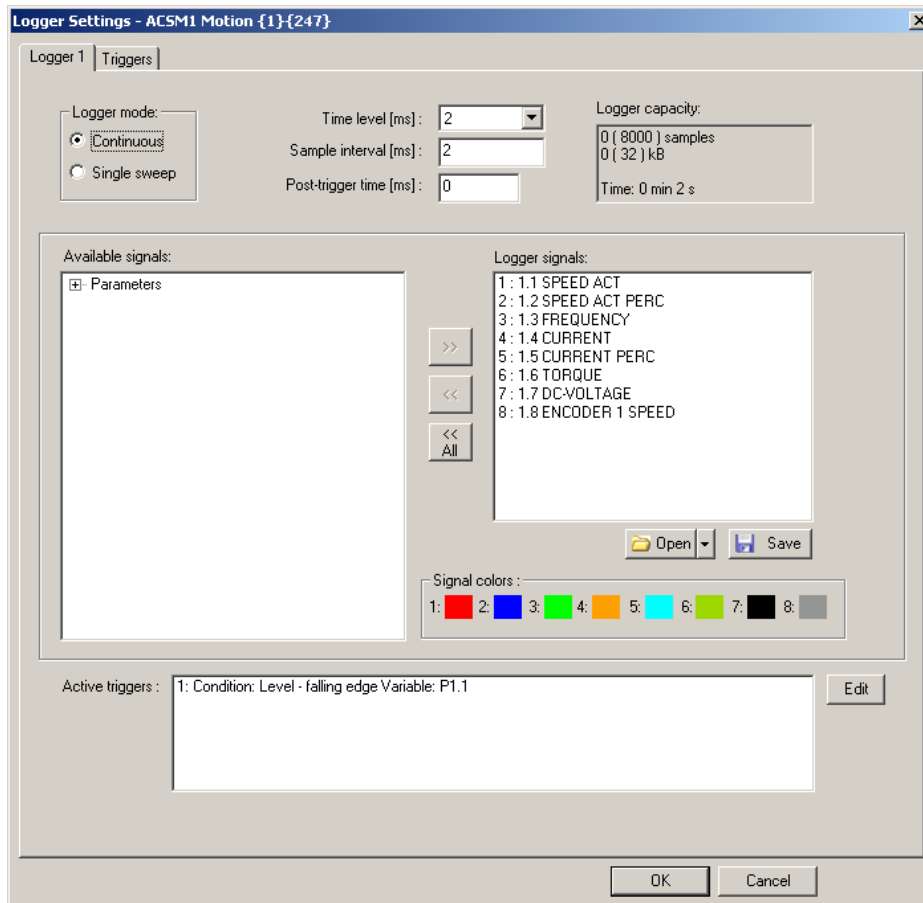 Logger Settings - ACSM1 Motion {1}{247}
Logger 1
Triggers
Logger mode:
Continuous
Single sweep
Time level [ms] : 2
Sample interval [ms] : 2
Post-trigger time [ms] : 0
Logger capacity:
0 ( 8000 ) samples
0 ( 32 ) kB
Time: 0 min 2 s
Available signals:
Parameters
>>
<<
<<
All
Logger signals:
1 : 1.1 SPEED ACT
2 : 1.2 SPEED ACT PERC
3 : 1.3 FREQUENCY
4 : 1.4 CURRENT
5 : 1.5 CURRENT PERC
6 : 1.6 TORQUE
7 : 1.7 DC-VOLTAGE
8 : 1.8 ENCODER 1 SPEED
Open
Save
Signal colors :
1: 2: 3: 4: 5: 6: 7: 8:
Active triggers :
1: Condition: Level - falling edge Variable: P1.1
Edit
OK
Cancel